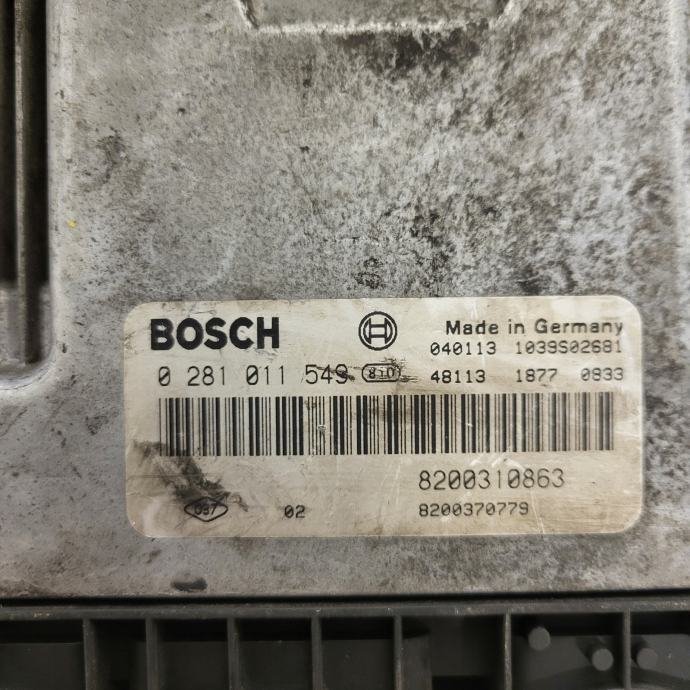 BOSCH
Made in Germany
040113 1039S02681
0 281 011 549
48113 1877 0833
8200310863
02
8200370779